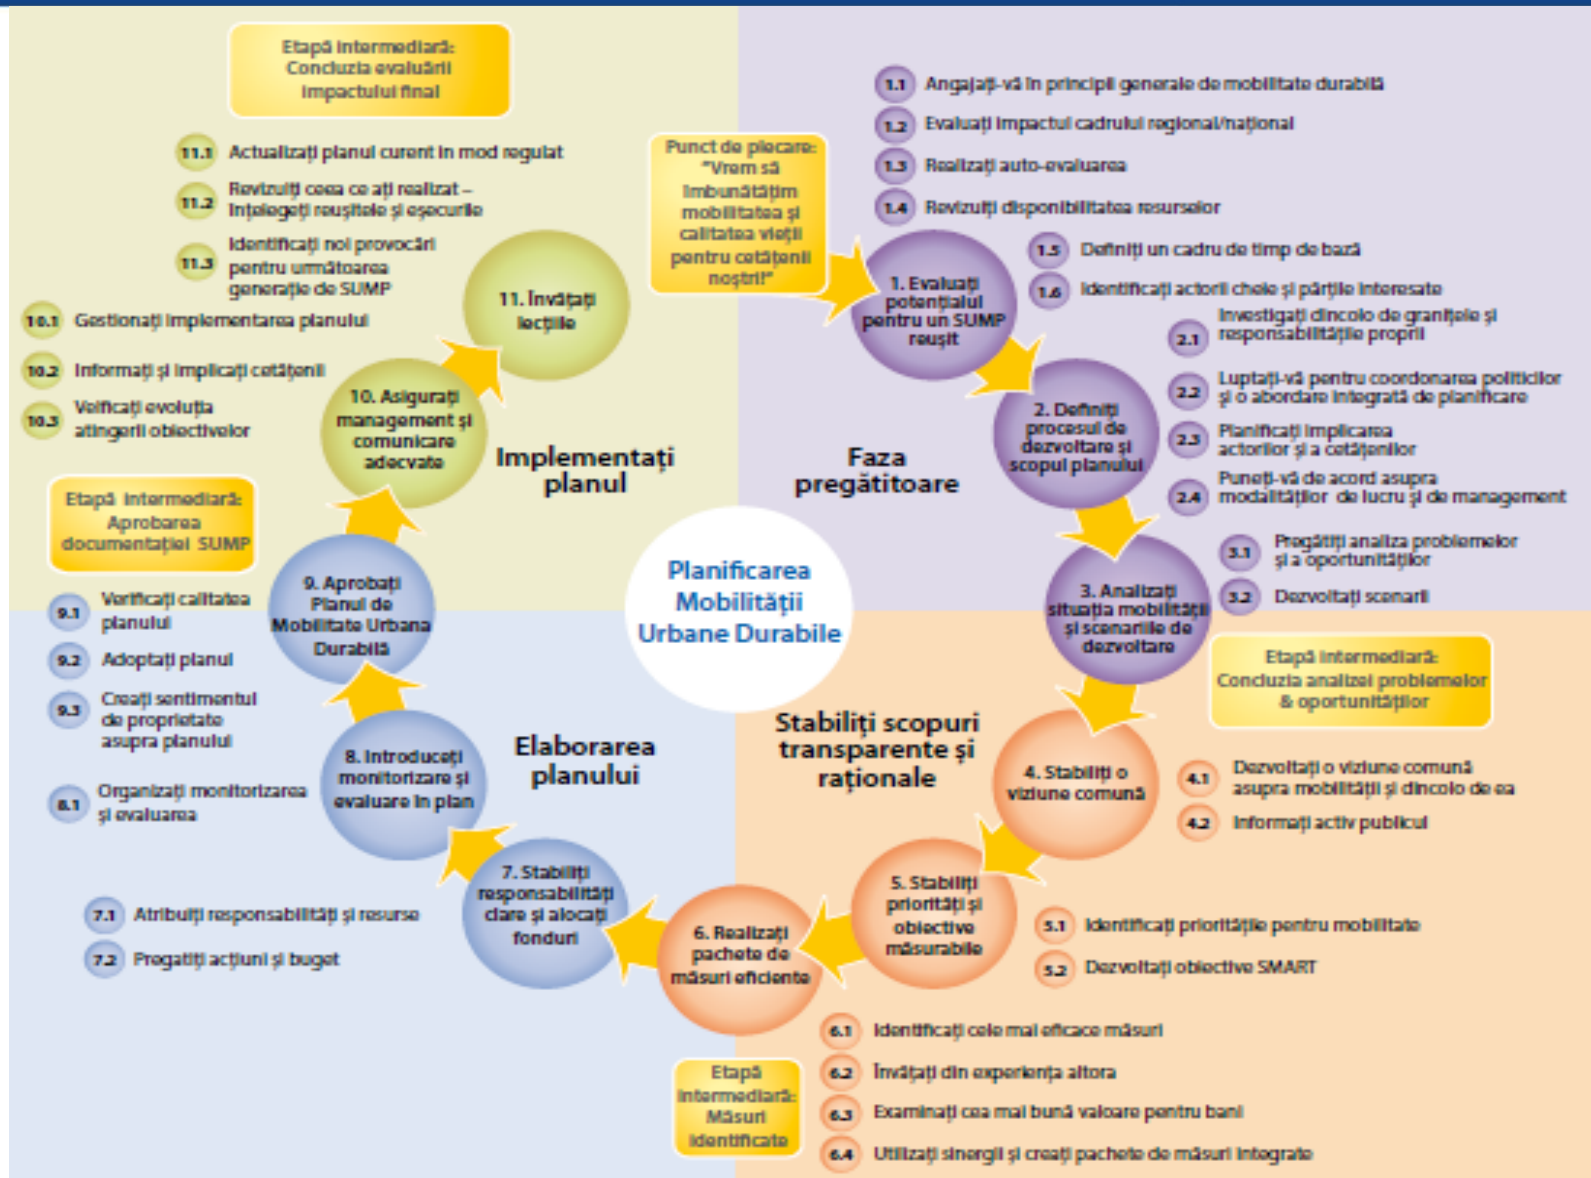 Etapă intermediară:
Concluzia evaluării
impactului final
11.1 Actualizați planul curent in mod regulat
11.2 Revizuiți ceea ce ați realizat –
înțelegeți reușitele și eșecurile
11.3 Identificați noi provocări
pentru următoarea
generație de SUMP
11. Învățați
lecțiile
10.1 Gestionați implementarea planului
10.2 Informați și implicați cetățenii
10.3 Veificați evoluția
atingerii obiectivelor
10. Asigurați
management și
comunicare
adecvate
Implementați
planul
Etapă intermediară:
Aprobarea
documentației SUMP
Punct de plecare:
"Vrem să
îmbunătățim
mobilitatea și
calitatea vieții
pentru cetățenii
noștri!"
1.1 Angajați-vă în principii generale de mobilitate durabilă
1.2 Evaluați impactul cadrului regional/național
1.3 Realizați auto-evaluarea
1.4 Revizuiți disponibilitatea resurselor
1.5 Definiți un cadru de timp de bază
1.6 Identificați actorii cheie și părțile interesate
1. Evaluați
potențialul
pentru un SUMP
reușit
2.1 Investigați dincolo de granițele și
responsabilitățile proprii
2.2 Luptați-vă pentru coordonarea politicilor
și o abordare integrată de planificare
2.3 Planificați implicarea
actorilor și a cetățenilor
2.4 Puneți-vă de acord asupra
modalităților de lucru și de management
2. Definiți
procesul de
dezvoltare și
scopul planului
Faza
pregătitoare
3.1 Pregătiți analiza problemelor
și a oportunităților
3.2 Dezvoltați scenarii
3. Analizați
situația mobilității
și scenariile de
dezvoltare
Etapă intermediară:
Concluzia analizei problemelor
& oportunităților
Planificarea
Mobilității
Urbane Durabile
Stabiliți scopuri
transparente și
raționale
4. Stabiliți o
viziune comună
4.1 Dezvoltați o viziune comună
asupra mobilității și dincolo de ea
4.2 Informați activ publicul
5. Stabiliți
priorități și
obiective
măsurabile
5.1 Identificați prioritățile pentru mobilitate
5.2 Dezvoltați obiective SMART
6. Realizați
pachete de
măsuri eficiente
6.1 Identificați cele mai eficace măsuri
6.2 Învățați din experiența altora
6.3 Examinați cea mai bună valoare pentru bani
6.4 Utilizați sinergii și creați pachete de măsuri integrate
Etapă
intermediară:
Măsuri
identificate
Elaborarea
planului
7. Stabiliți
responsabilități
clare și alocați
fonduri
7.1 Atribuiți responsabilități și resurse
7.2 Pregatiți acțiuni și buget
8. Introduceți
monitorizare și
evaluare în plan
8.1 Organizați monitorizarea
și evaluarea
9. Aprobați
Planul de
Mobilitate Urbana
Durabilă
9.1 Verificați calitatea
planului
9.2 Adoptați planul
9.3 Creați sentimentul
de proprietate
asupra planului